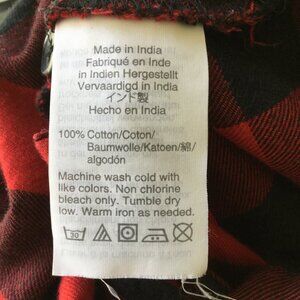 Made in India
Fabriqué en Inde
in Indien Hergestellt
Vervaardigd in India
インド製
Hecho en India
100% Cotton/Coton/
Baumwolle/Katoen/綿/
algodón
Machine wash cold with
like colors. Non chlorine
bleach only. Tumble dry
low. Warm iron as needed.
30